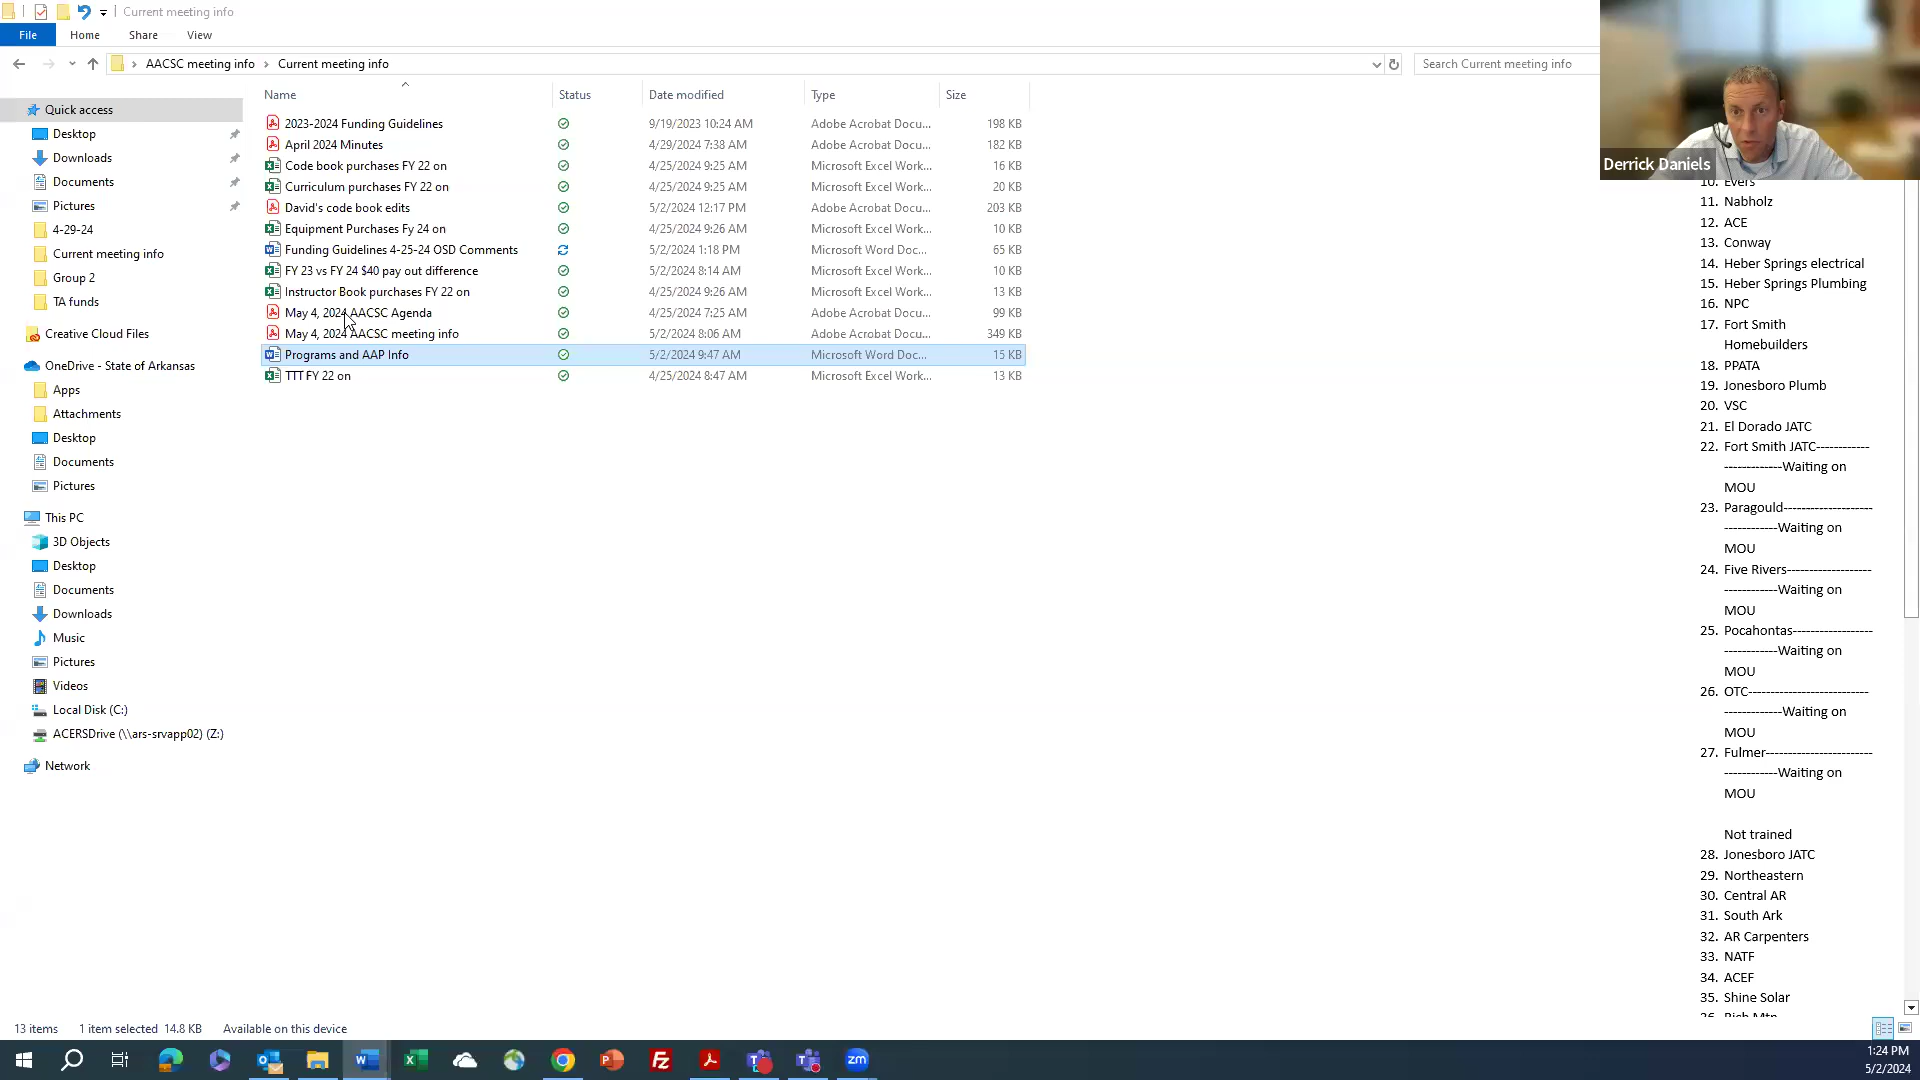 Current meeting info
File
Home
Share
View
AACSC meeting info
Current meeting info
Search Current meeting info
Derrick Daniels
Name
Status
Date modified
Type
Size
Quick access
Desktop
Downloads
Documents
Pictures
4-29-24
Current meeting info
Group 2
TA funds
Creative Cloud Files
OneDrive - State of Arkansas
Apps
Attachments
Desktop
Documents
Pictures
This PC
3D Objects
Desktop
Documents
Downloads
Music
Pictures
Videos
Local Disk (C:)
ACERSDrive (\\ars-srvapp02) (Z:)
Network
2023-2024 Funding Guidelines 9/19/2023 10:24 AM Adobe Acrobat Docu... 198 KB
April 2024 Minutes 4/29/2024 7:38 AM Adobe Acrobat Docu... 182 KB
Code book purchases FY 22 on 4/25/2024 9:25 AM Microsoft Excel Work... 16 KB
Curriculum purchases FY 22 on 4/25/2024 9:25 AM Microsoft Excel Work... 20 KB
David's code book edits 5/2/2024 12:17 PM Adobe Acrobat Docu... 203 KB
Equipment Purchases Fy 24 on 4/25/2024 9:26 AM Microsoft Excel Work... 10 KB
Funding Guidelines 4-25-24 OSD Comments 5/2/2024 1:18 PM Microsoft Word Doc... 65 KB
FY 23 vs FY 24 $40 pay out difference 5/2/2024 8:14 AM Microsoft Excel Work... 10 KB
Instructor Book purchases FY 22 on 4/25/2024 9:26 AM Microsoft Excel Work... 13 KB
May 4, 2024 AACSC Agenda 4/25/2024 7:25 AM Adobe Acrobat Docu... 99 KB
May 4, 2024 AACSC meeting info 5/2/2024 8:06 AM Adobe Acrobat Docu... 349 KB
Programs and AAP Info 5/2/2024 9:47 AM Microsoft Word Doc... 15 KB
TTT FY 22 on 4/25/2024 8:47 AM Microsoft Excel Work... 13 KB
10. Evers
11. Nabholz
12. ACE
13. Conway
14. Heber Springs electrical
15. Heber Springs Plumbing
16. NPC
17. Fort Smith
Homebuilders
18. PPATA
19. Jonesboro Plumb
20. VSC
21. El Dorado JATC
22. Fort Smith JATC-------------
--------------Waiting on
MOU
23. Paragould----------------------
-------------Waiting on
MOU
24. Five Rivers---------------------
-------------Waiting on
MOU
25. Pocahontas--------------------
-------------Waiting on
MOU
26. OTC-----------------------------
--------------Waiting on
MOU
27. Fulmer--------------------------
-------------Waiting on
MOU
Not trained
28. Jonesboro JATC
29. Northeastern
30. Central AR
31. South Ark
32. AR Carpenters
33. NATF
34. ACEF
35. Shine Solar
13 items
1 item selected 14.8 KB
Available on this device
zm
1:24 PM
5/2/2024